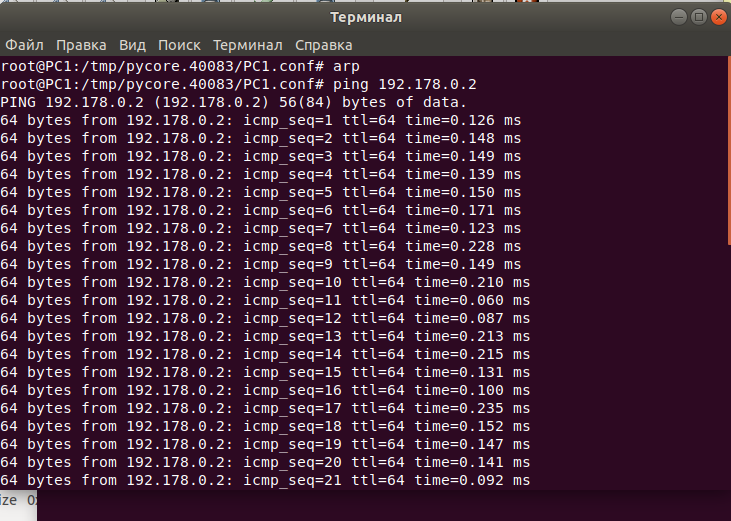 Терминал
Файл Правка Вид Поиск Терминал Справка
root@PC1:/tmp/pycore.40083/PC1.conf# arp
root@PC1:/tmp/pycore.40083/PC1.conf# ping 192.178.0.2
PING 192.178.0.2 (192.178.0.2) 56(84) bytes of data.
64 bytes from 192.178.0.2: icmp_seq=1 ttl=64 time=0.126 ms
64 bytes from 192.178.0.2: icmp_seq=2 ttl=64 time=0.148 ms
64 bytes from 192.178.0.2: icmp_seq=3 ttl=64 time=0.149 ms
64 bytes from 192.178.0.2: icmp_seq=4 ttl=64 time=0.139 ms
64 bytes from 192.178.0.2: icmp_seq=5 ttl=64 time=0.150 ms
64 bytes from 192.178.0.2: icmp_seq=6 ttl=64 time=0.171 ms
64 bytes from 192.178.0.2: icmp_seq=7 ttl=64 time=0.123 ms
64 bytes from 192.178.0.2: icmp_seq=8 ttl=64 time=0.228 ms
64 bytes from 192.178.0.2: icmp_seq=9 ttl=64 time=0.149 ms
64 bytes from 192.178.0.2: icmp_seq=10 ttl=64 time=0.210 ms
64 bytes from 192.178.0.2: icmp_seq=11 ttl=64 time=0.060 ms
64 bytes from 192.178.0.2: icmp_seq=12 ttl=64 time=0.087 ms
64 bytes from 192.178.0.2: icmp_seq=13 ttl=64 time=0.213 ms
64 bytes from 192.178.0.2: icmp_seq=14 ttl=64 time=0.215 ms
64 bytes from 192.178.0.2: icmp_seq=15 ttl=64 time=0.131 ms
64 bytes from 192.178.0.2: icmp_seq=16 ttl=64 time=0.100 ms
64 bytes from 192.178.0.2: icmp_seq=17 ttl=64 time=0.235 ms
64 bytes from 192.178.0.2: icmp_seq=18 ttl=64 time=0.152 ms
64 bytes from 192.178.0.2: icmp_seq=19 ttl=64 time=0.147 ms
64 bytes from 192.178.0.2: icmp_seq=20 ttl=64 time=0.141 ms
64 bytes from 192.178.0.2: icmp_seq=21 ttl=64 time=0.092 ms